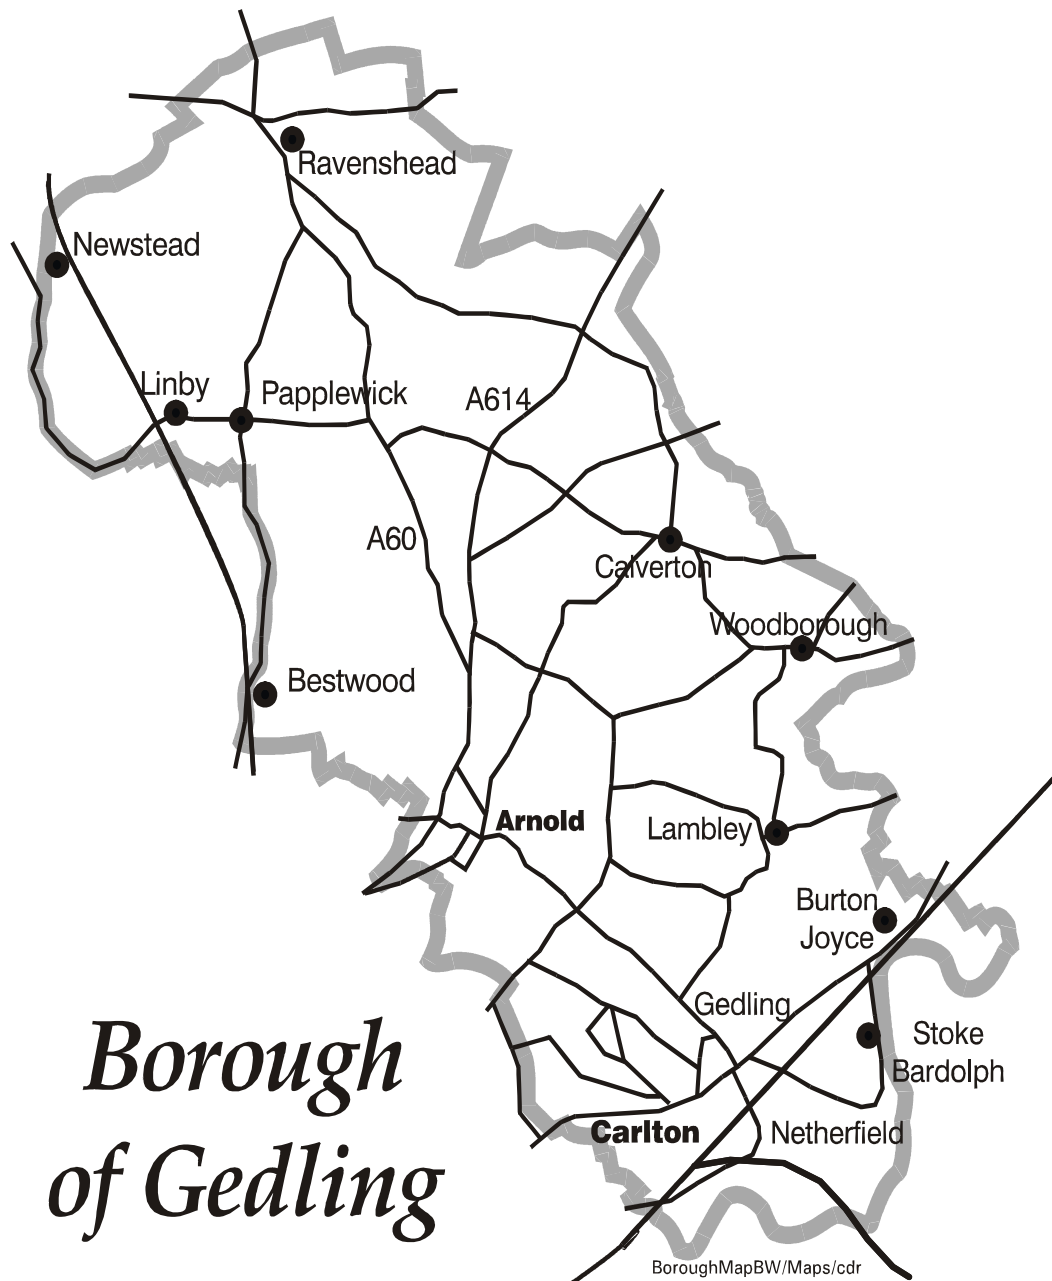 Ravenshead
Newstead
Linby
Papplewick
A614
A60
Calverton
Woodborough
Bestwood
Arnold
Lambley
Burton
Joyce
Gedling
Stoke
Bardolph
Carlton
Netherfield
Borough
of Gedling
BoroughMapBW/Maps/cdr